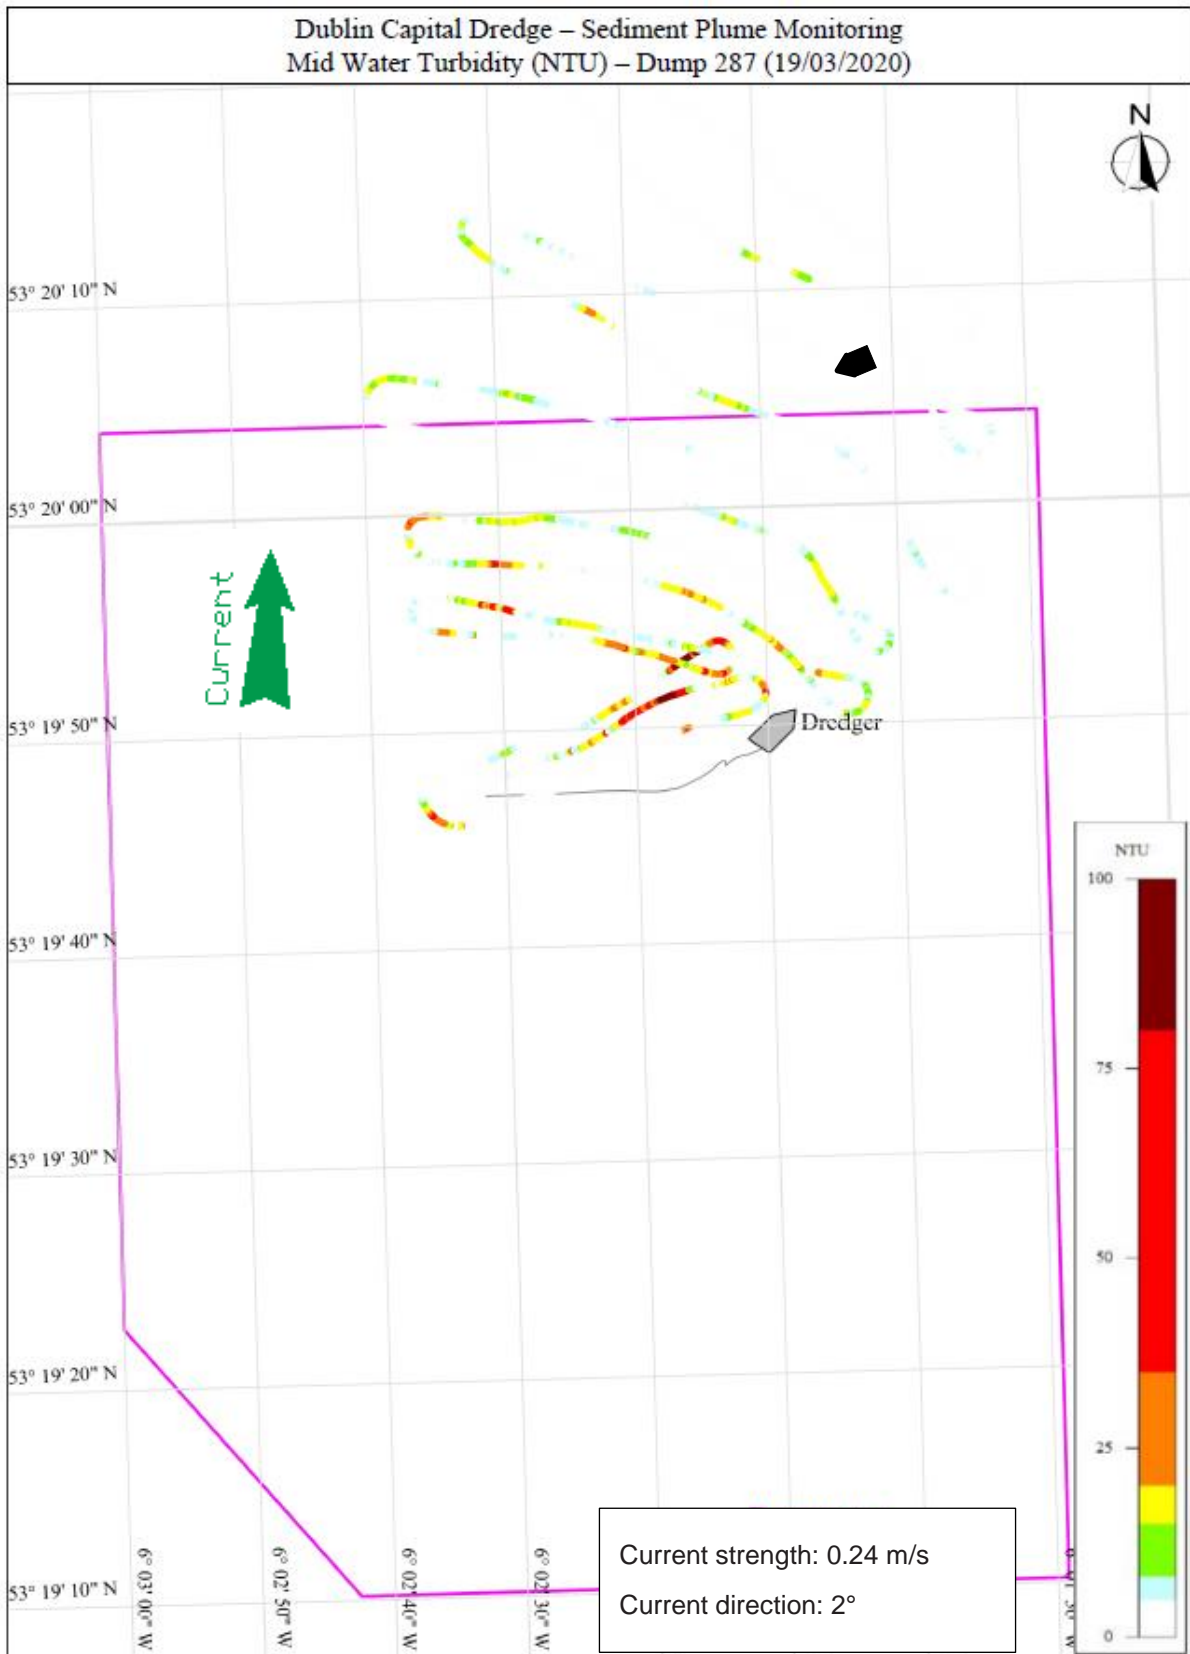 Dublin Capital Dredge – Sediment Plume Monitoring
Mid Water Turbidity (NTU) – Dump 287 (19/03/2020)
N
53° 20' 10" N
53° 20' 00" N
Current
53° 19' 50" N
Dredger
53° 19' 40" N
53° 19' 30" N
53° 19' 20" N
53° 19' 10" N
NTU
100
75
50
25
0
6° 03' 00" W
6° 02' 50" W
6° 02' 40" W
6° 02' 30" W
Current strength: 0.24 m/s
Current direction: 2°